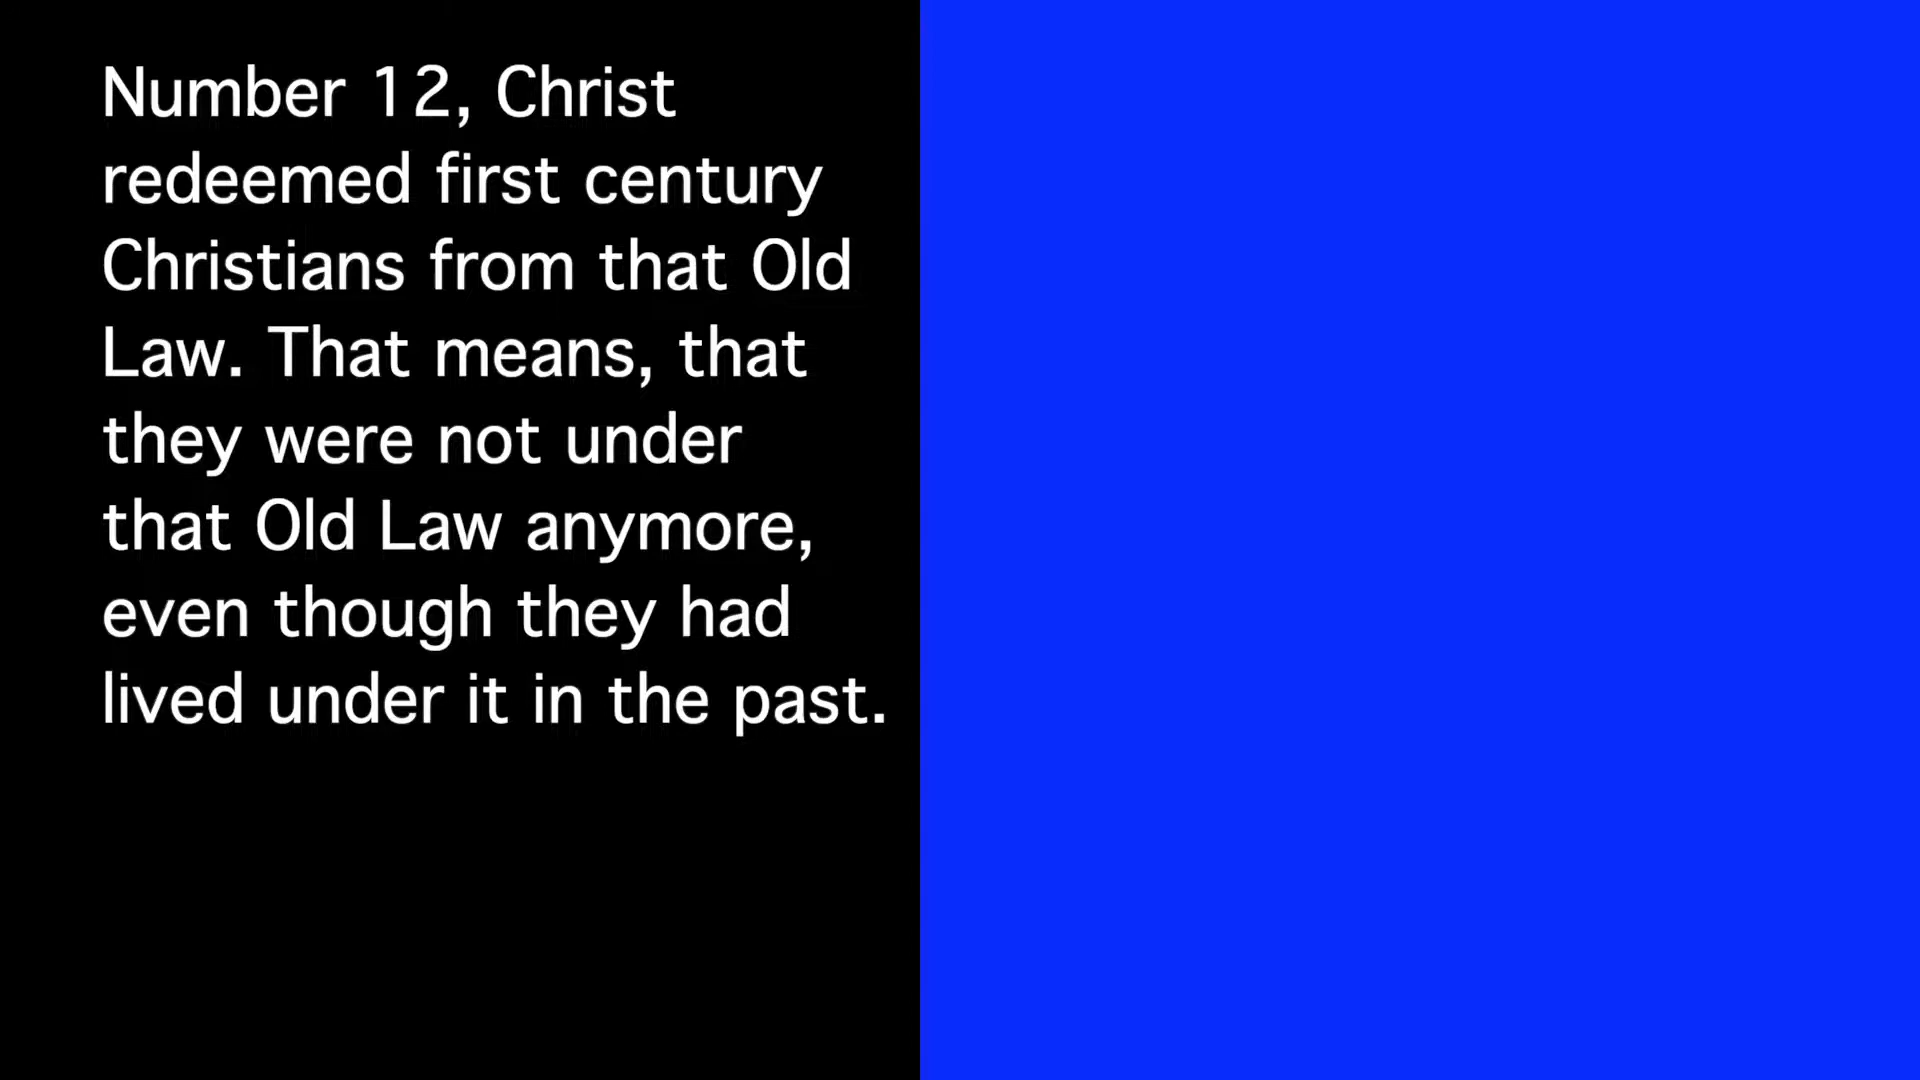 Number 12, Christ
redeemed first century
Christians from that Old
Law. That means, that
they were not under
that Old Law anymore,
even though they had
lived under it in the past.